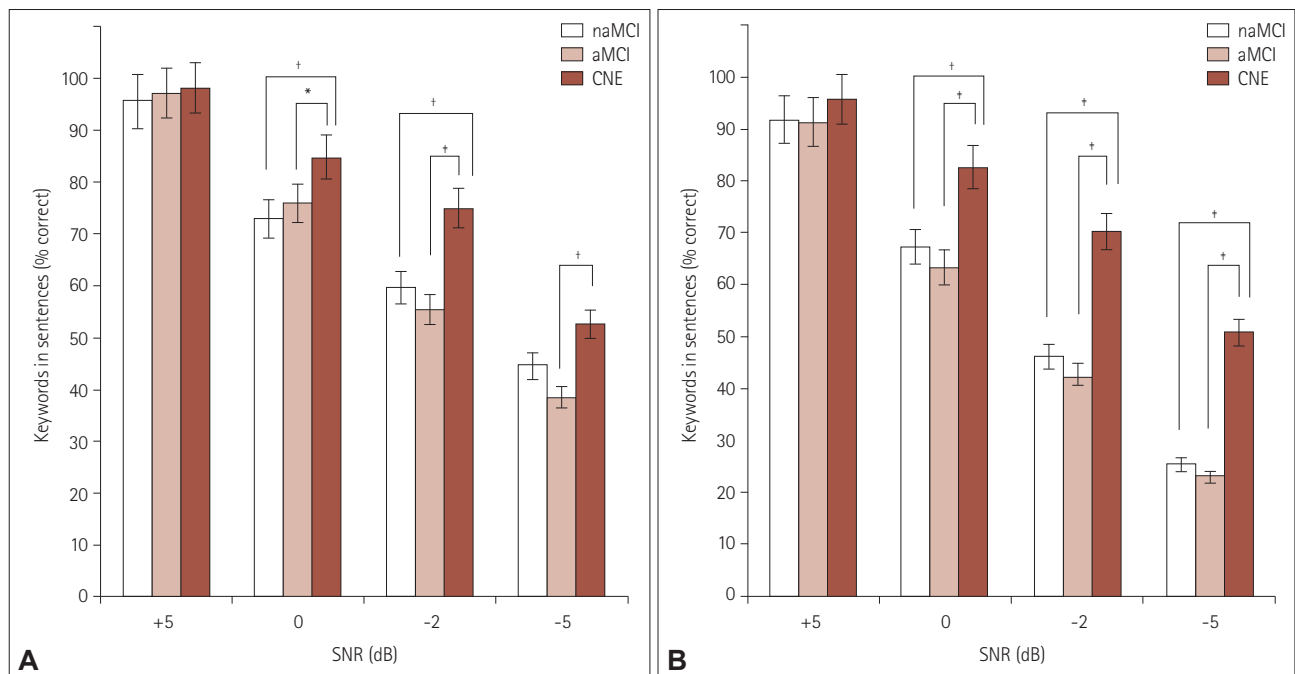 naMCI
aMCI
CNE
†
*
†
†
†
100
90
80
70
60
50
40
30
20
10
0
Keywords in sentences (% correct)
+5 0 -2 -5
SNR (dB)
A
naMCI
aMCI
CNE
†
†
†
†
†
†
100
90
80
70
60
50
40
30
20
10
0
Keywords in sentences (% correct)
+5 0 -2 -5
SNR (dB)
B